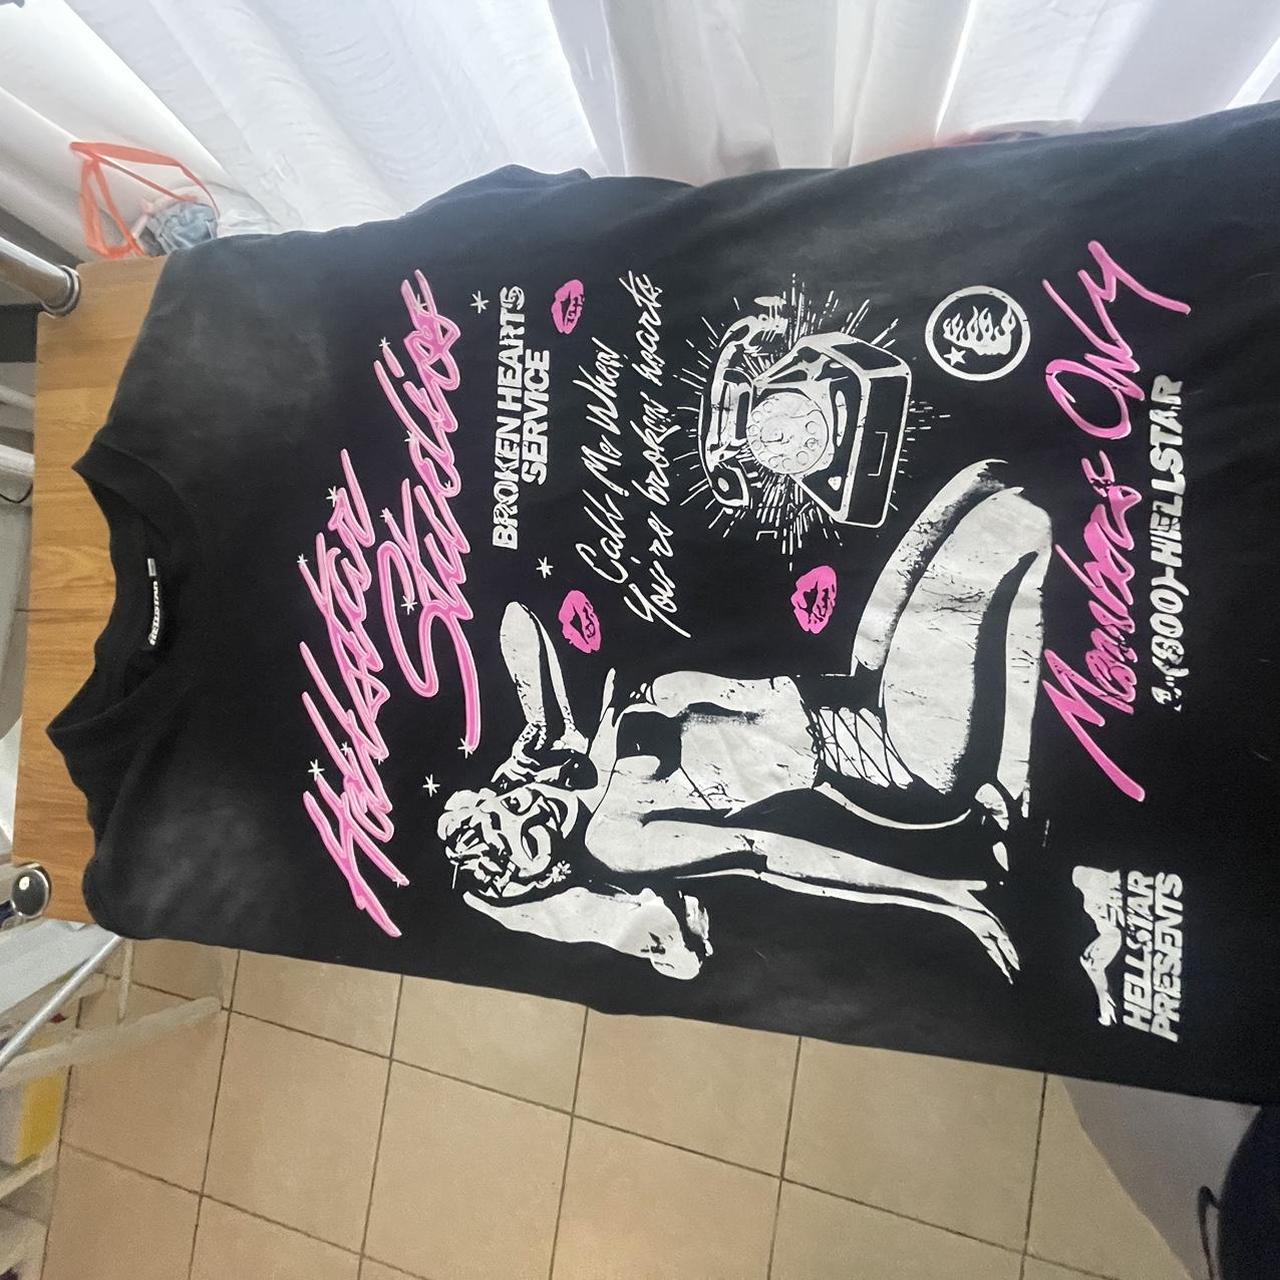 HELLSTAR
Hellstar
Studios
BROKEN HEARTS
SERVICE
Call Me When
You're broken hearts
Members Only
1-(800)-HELLSTAR
HELLSTAR
PRESENTS